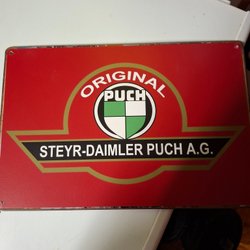 ORIGINAL
PUCH
STEYR-DAIMLER PUCH A.G.